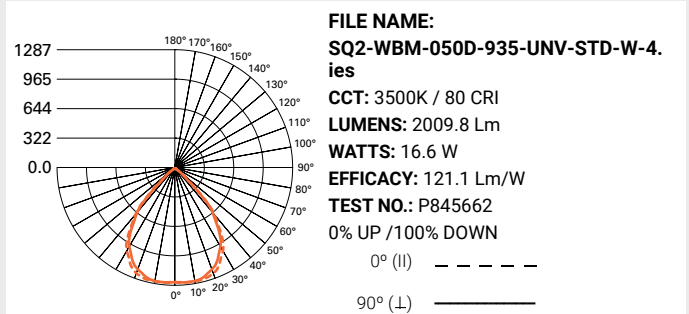 1287
965
644
322
0.0
180°
170°
160°
150°
140°
130°
120°
110°
100°
90°
80°
70°
60°
50°
40°
30°
20°
10°
0°
FILE NAME:
SQ2-WBM-050D-935-UNV-STD-W-4.
ies
CCT: 3500K / 80 CRI
LUMENS: 2009.8 Lm
WATTS: 16.6 W
EFFICACY: 121.1 Lm/W
TEST NO.: P845662
0% UP /100% DOWN
0° (II)
90° (⊥)